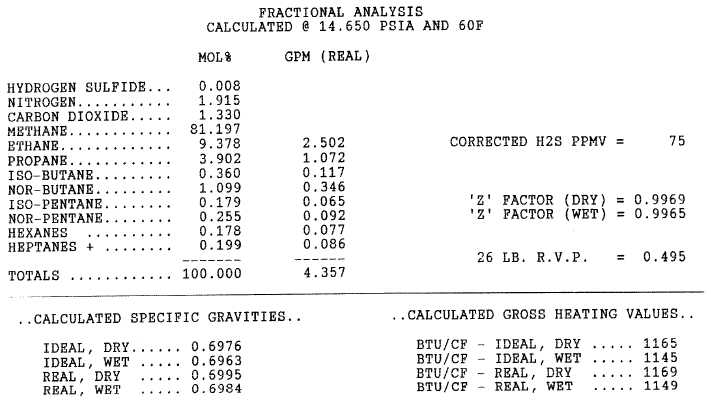 FRACTIONAL ANALYSIS
CALCULATED @ 14.650 PSIA AND 60F
MOL% GPM (REAL)
HYDROGEN SULFIDE... 0.008
NITROGEN........... 1.915
CARBON DIOXIDE..... 1.330
METHANE............ 81.197
ETHANE............. 9.378 2.502 CORRECTED H2S PPMV = 75
PROPANE............ 3.902 1.072
ISO-BUTANE......... 0.360 0.117
NOR-BUTANE......... 1.099 0.346
ISO-PENTANE........ 0.179 0.065 'Z' FACTOR (DRY) = 0.9969
NOR-PENTANE........ 0.255 0.092 'Z' FACTOR (WET) = 0.9965
HEXANES .......... 0.178 0.077
HEPTANES + ........ 0.199 0.086
------- ------ 26 LB. R.V.P. = 0.495
TOTALS ............ 100.000 4.357
..CALCULATED SPECIFIC GRAVITIES.. ..CALCULATED GROSS HEATING VALUES..
IDEAL, DRY...... 0.6976 BTU/CF - IDEAL, DRY ..... 1165
IDEAL, WET ..... 0.6963 BTU/CF - IDEAL, WET ..... 1145
REAL, DRY ..... 0.6995 BTU/CF - REAL, DRY ..... 1169
REAL, WET ..... 0.6984 BTU/CF - REAL, WET ..... 1149